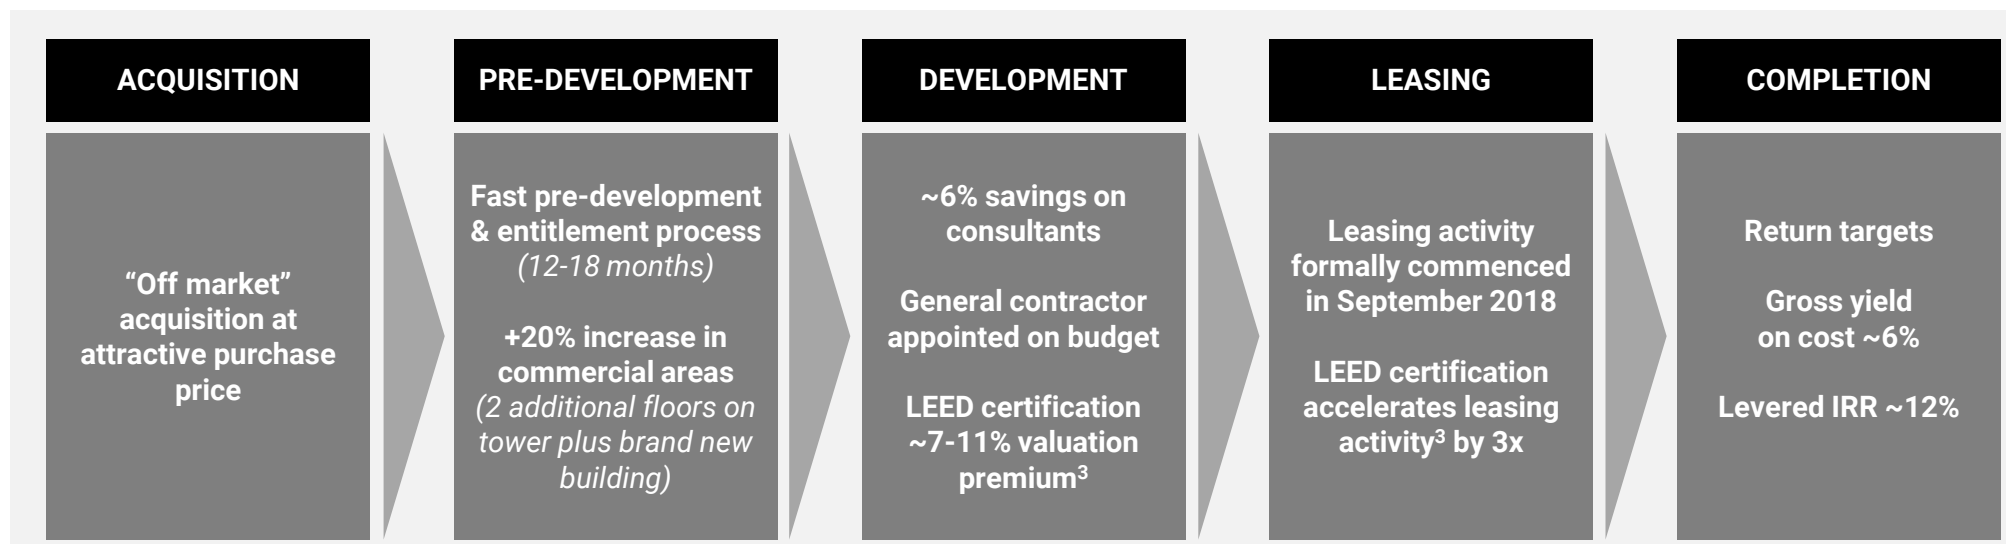 ACQUISITION
“Off market”
acquisition at
attractive purchase
price
PRE-DEVELOPMENT
Fast pre-development
& entitlement process
(12-18 months)
+20% increase in
commercial areas
(2 additional floors on
tower plus brand new
building)
DEVELOPMENT
~6% savings on
consultants
General contractor
appointed on budget
LEED certification
~7-11% valuation
premium³
LEASING
Leasing activity
formally commenced
in September 2018
LEED certification
accelerates leasing
activity³ by 3x
COMPLETION
Return targets
Gross yield
on cost ~6%
Levered IRR ~12%